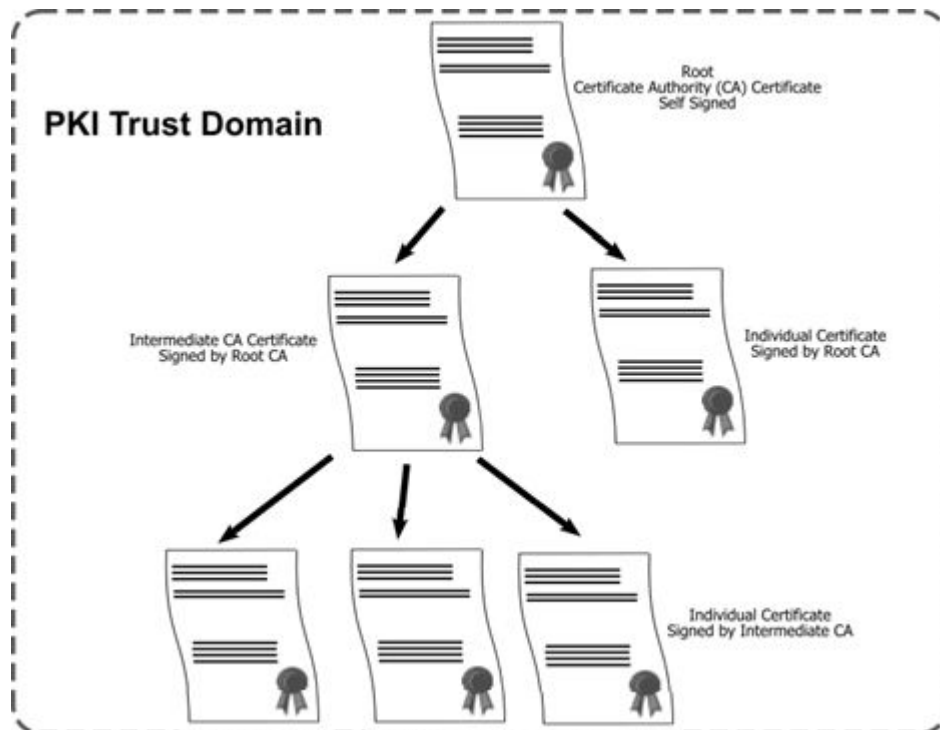 Root
Certificate Authority (CA) Certificate
Self Signed
PKI Trust Domain
Intermediate CA Certificate
Signed by Root CA
Individual Certificate
Signed by Root CA
Individual Certificate
Signed by Intermediate CA